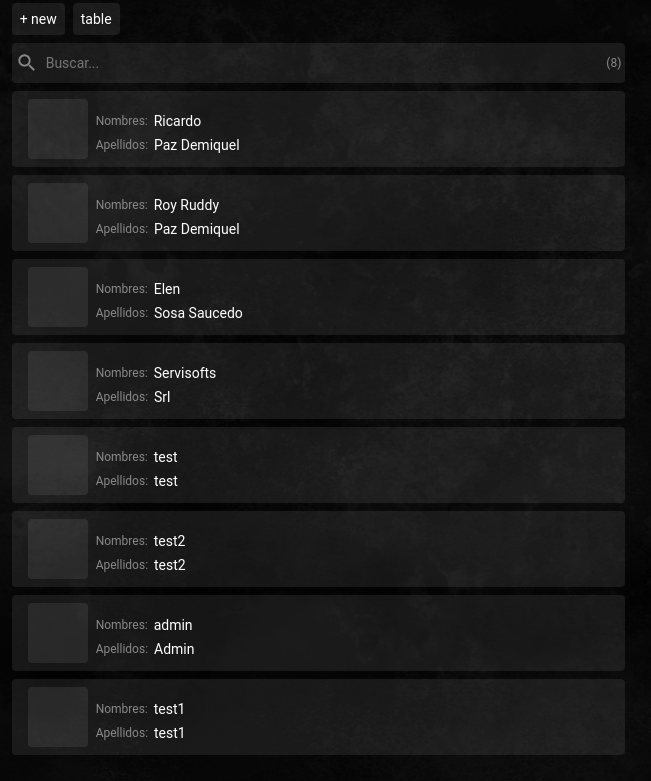 + new table
Buscar... (8)
Nombres: Ricardo
Apellidos: Paz Demiquel
Nombres: Roy Ruddy
Apellidos: Paz Demiquel
Nombres: Elen
Apellidos: Sosa Saucedo
Nombres: Servisofts
Apellidos: Srl
Nombres: test
Apellidos: test
Nombres: test2
Apellidos: test2
Nombres: admin
Apellidos: Admin
Nombres: test1
Apellidos: test1